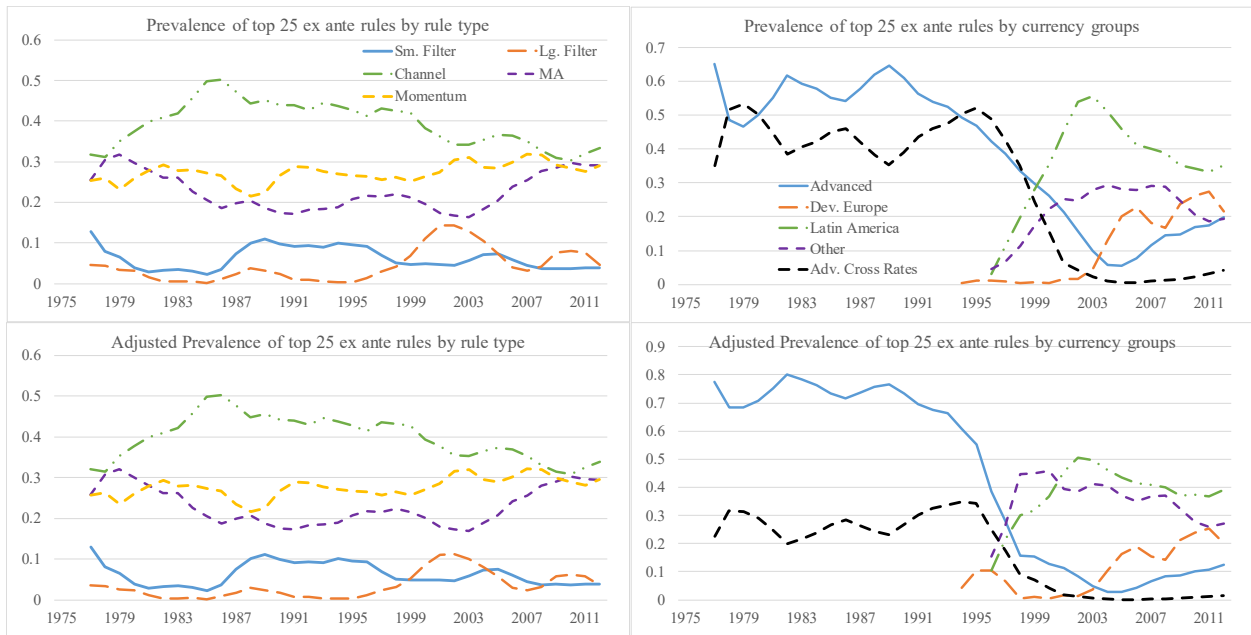 Prevalence of top 25 ex ante rules by rule type
0.6
0.5
0.4
0.3
0.2
0.1
0
Sm. Filter
Lg. Filter
Channel
MA
Momentum
1975 1979 1983 1987 1991 1995 1999 2003 2007 2011
Prevalence of top 25 ex ante rules by currency groups
0.7
0.6
0.5
0.4
0.3
0.2
0.1
0
Advanced
Dev. Europe
Latin America
Other
Adv. Cross Rates
1975 1979 1983 1987 1991 1995 1999 2003 2007 2011
Adjusted Prevalence of top 25 ex ante rules by rule type
0.6
0.5
0.4
0.3
0.2
0.1
0
1975 1979 1983 1987 1991 1995 1999 2003 2007 2011
Adjusted Prevalence of top 25 ex ante rules by currency groups
0.9
0.8
0.7
0.6
0.5
0.4
0.3
0.2
0.1
0
1975 1979 1983 1987 1991 1995 1999 2003 2007 2011